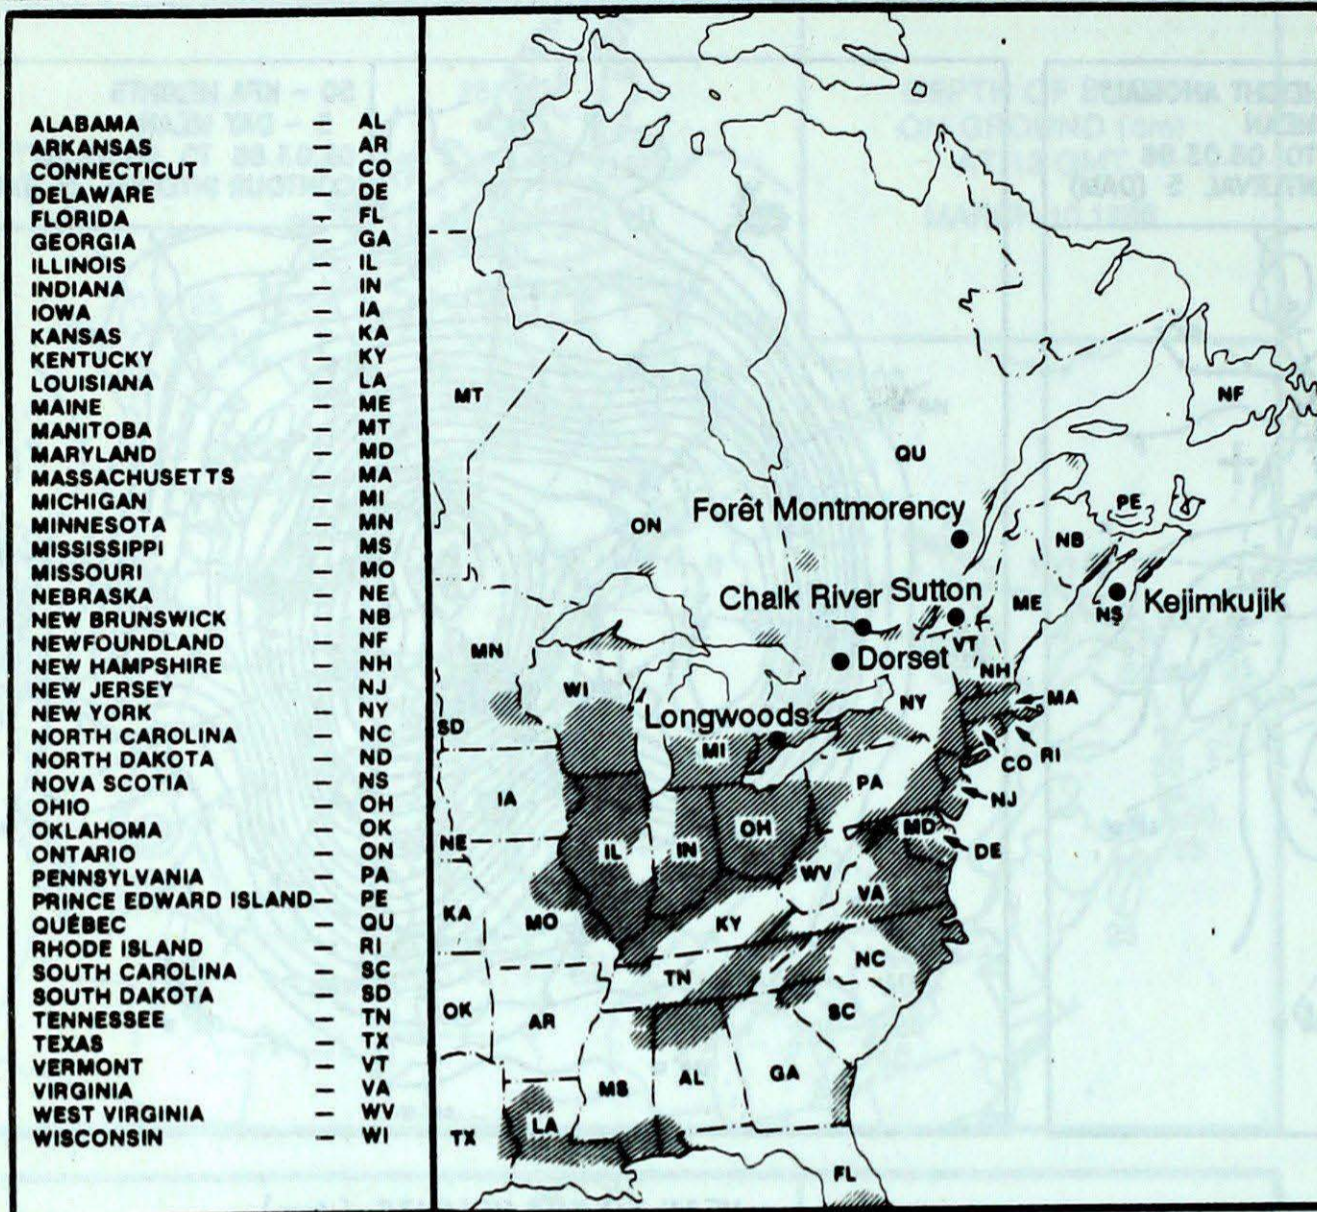 ALABAMA – AL
ARKANSAS – AR
CONNECTICUT – CO
DELAWARE – DE
FLORIDA – FL
GEORGIA – GA
ILLINOIS – IL
INDIANA – IN
IOWA – IA
KANSAS – KA
KENTUCKY – KY
LOUISIANA – LA
MAINE – ME
MANITOBA – MT
MARYLAND – MD
MASSACHUSETTS – MA
MICHIGAN – MI
MINNESOTA – MN
MISSISSIPPI – MS
MISSOURI – MO
NEBRASKA – NE
NEW BRUNSWICK – NB
NEWFOUNDLAND – NF
NEW HAMPSHIRE – NH
NEW JERSEY – NJ
NEW YORK – NY
NORTH CAROLINA – NC
NORTH DAKOTA – ND
NOVA SCOTIA – NS
OHIO – OH
OKLAHOMA – OK
ONTARIO – ON
PENNSYLVANIA – PA
PRINCE EDWARD ISLAND – PE
QUÉBEC – QU
RHODE ISLAND – RI
SOUTH CAROLINA – SC
SOUTH DAKOTA – SD
TENNESSEE – TN
TEXAS – TX
VERMONT – VT
VIRGINIA – VA
WEST VIRGINIA – WV
WISCONSIN – WI
MT
NF
QU
PE
Forêt Montmorency
ON
NB
Chalk River
Sutton
ME
NS
Kejimkujik
MN
VT
Dorset
NH
WI
NY
MA
Longwoods
SD
MI
CO
RI
IA
PA
NJ
NE
IL
IN
OH
MD
DE
WV
VA
KA
MO
KY
NC
TN
OK
AR
SC
MS
AL
GA
TX
LA
FL